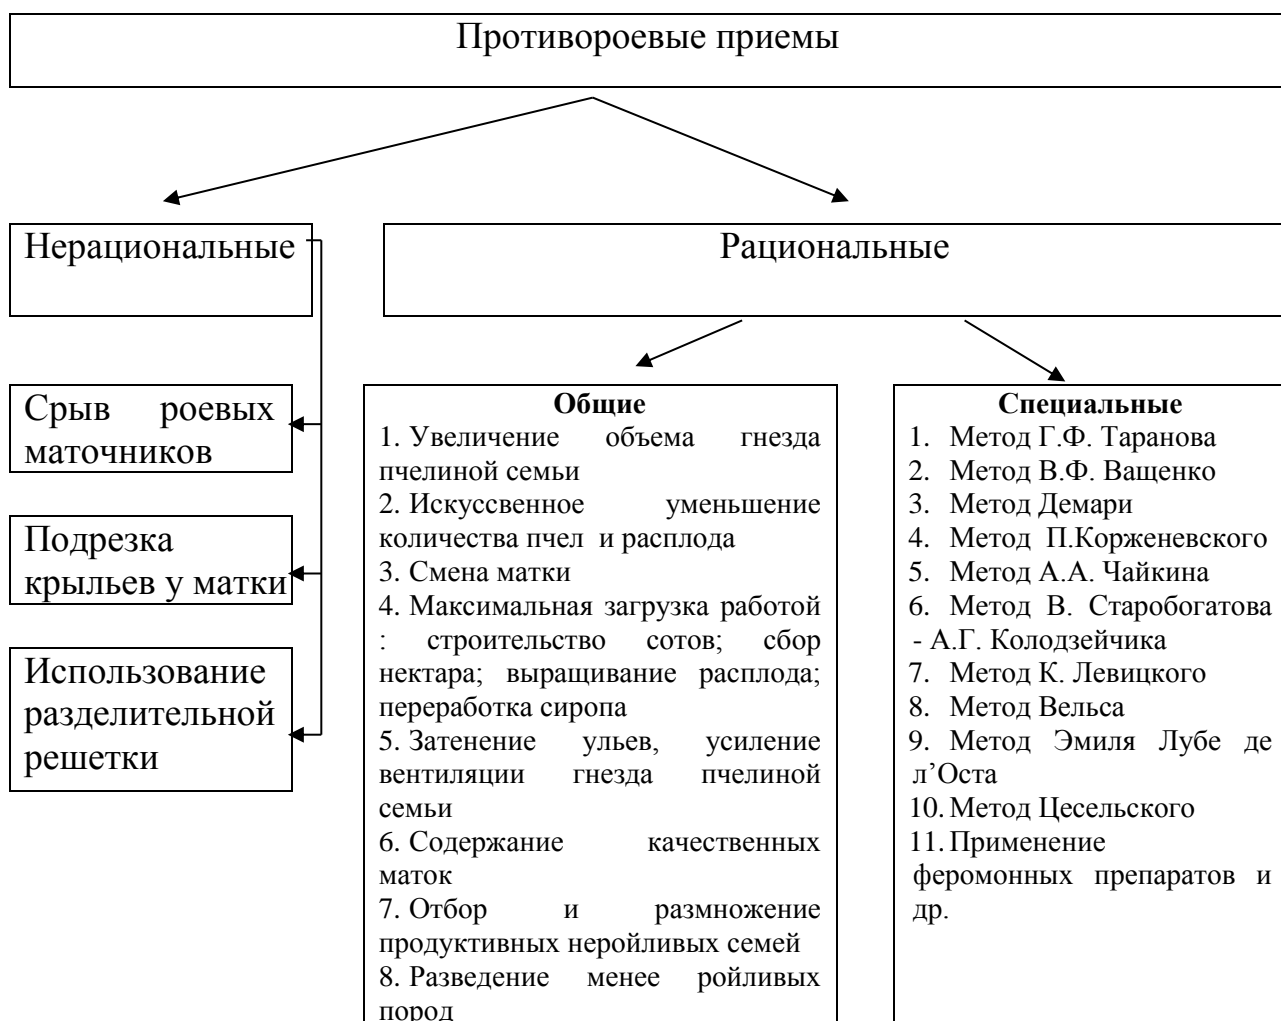 Противороевые приемы
Нерациональные
Рациональные
Срыв роевых
маточников
Подрезка
крыльев у матки
Использование
разделительной
решетки
Общие
1. Увеличение объема гнезда
пчелиной семьи
2. Искуссвенное уменьшение
количества пчел и расплода
3. Смена матки
4. Максимальная загрузка работой
: строительство сотов; сбор
нектара; выращивание расплода;
переработка сиропа
5. Затенение ульев, усиление
вентиляции гнезда пчелиной
семьи
6. Содержание качественных
маток
7. Отбор и размножение
продуктивных неройливых семей
8. Разведение менее ройливых
пород
Специальные
1. Метод Г.Ф. Таранова
2. Метод В.Ф. Ващенко
3. Метод Демари
4. Метод П.Корженевского
5. Метод А.А. Чайкина
6. Метод В. Старобогатова
- А.Г. Колодзейчика
7. Метод К. Левицкого
8. Метод Вельса
9. Метод Эмиля Лубе де
л’Оста
10. Метод Цесельского
11. Применение
феромонных препаратов и
др.